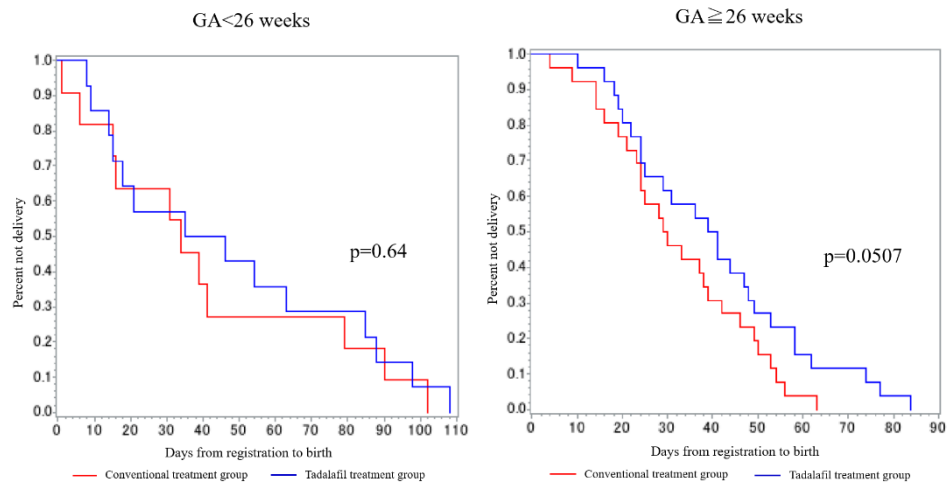 GA<26 weeks
Percent not delivery
1.0
0.9
0.8
0.7
0.6
0.5
0.4
0.3
0.2
0.1
0.0
p=0.64
0 10 20 30 40 50 60 70 80 90 100 110
Days from registration to birth
Conventional treatment group Tadalafil treatment group
GA≧26 weeks
Percent not delivery
1.0
0.9
0.8
0.7
0.6
0.5
0.4
0.3
0.2
0.1
0.0
p=0.0507
0 10 20 30 40 50 60 70 80 90
Days from registration to birth
Conventional treatment group Tadalafil treatment group